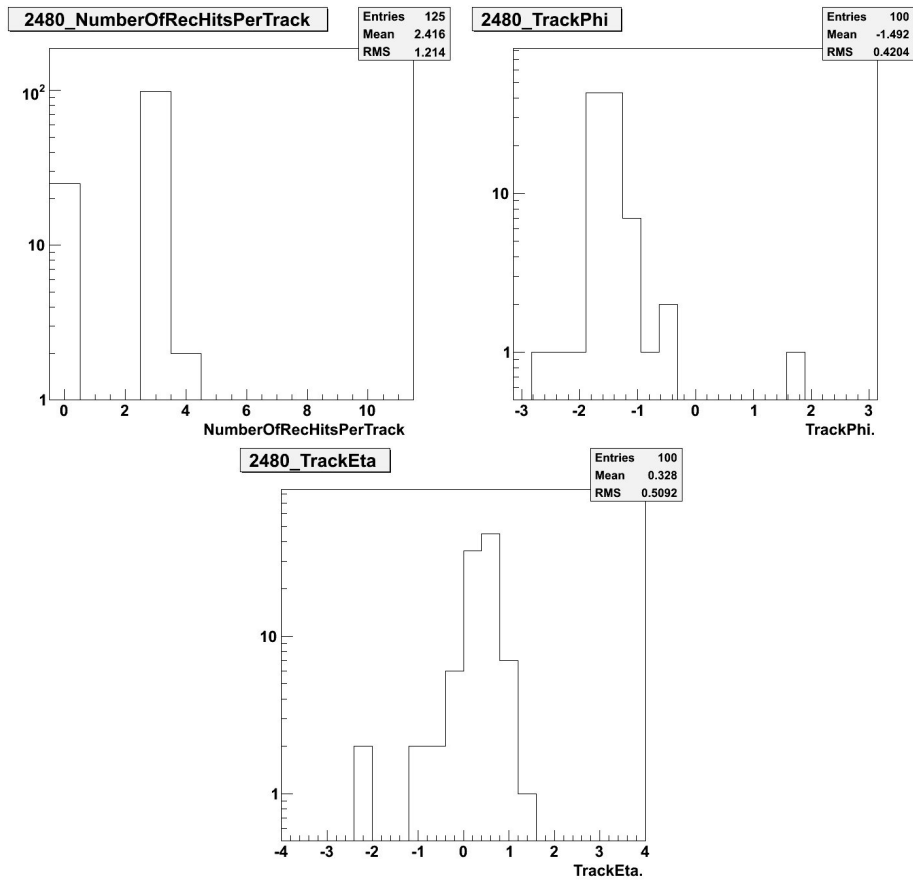 2480_NumberOfRecHitsPerTrack
Entries 125
Mean 2.416
RMS 1.214
10²
10
1
0 2 4 6 8 10
NumberOfRecHitsPerTrack
2480_TrackPhi
Entries 100
Mean -1.492
RMS 0.4204
10
1
-3 -2 -1 0 1 2 3
TrackPhi.
2480_TrackEta
Entries 100
Mean 0.328
RMS 0.5092
10
1
-4 -3 -2 -1 0 1 2 3 4
TrackEta.